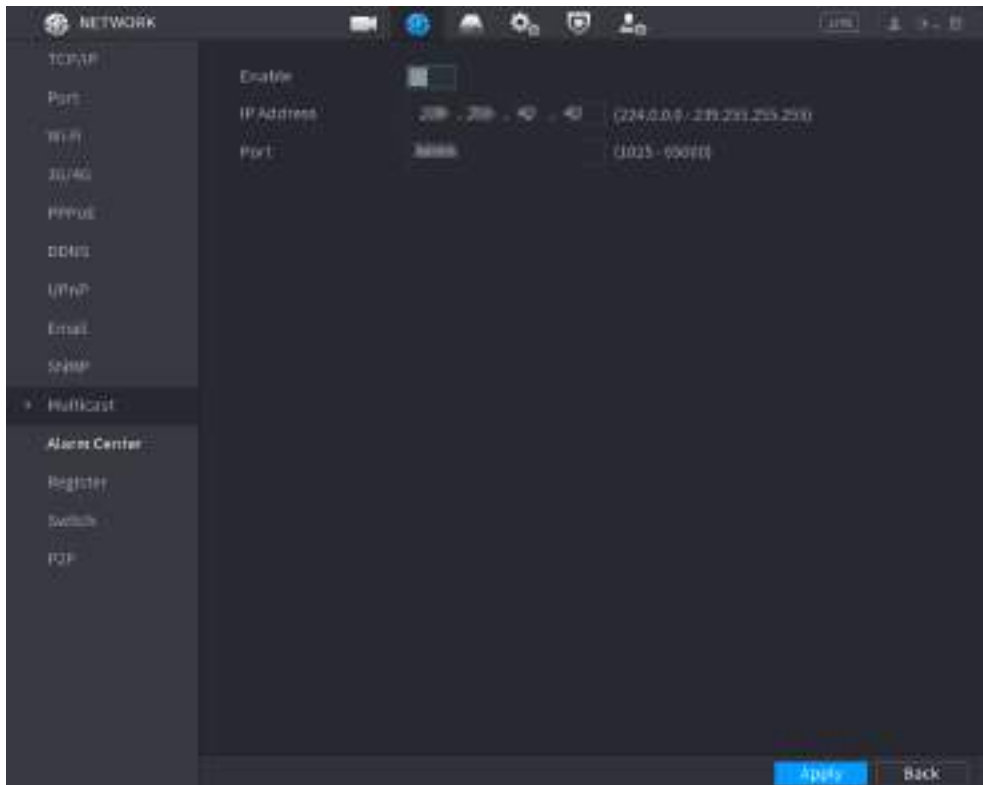 NETWORK
LIVE
TCP/IP
Port
Wi-Fi
3G/4G
PPPoE
DDNS
UPnP
Email
SNMP
Multicast
Alarm Center
Register
Switch
P2P
Enable
IP Address
(224.0.0.0 - 239.255.255.255)
Port
(1025 - 65000)
Apply
Back